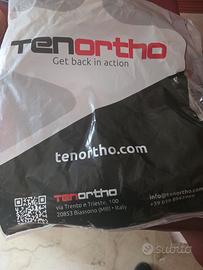 TENortho
Get back in action
tenortho.com
TENortho
via Trento e Trieste, 100
20853 Biassono (MB) • Italy
info@tenortho.com
subito